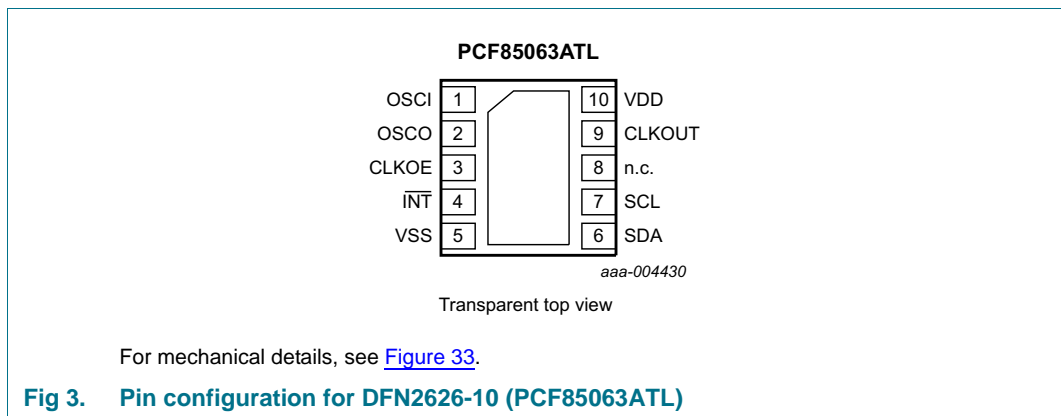 PCF85063ATL
OSCI 1 10 VDD
OSCO 2 9 CLKOUT
CLKOE 3 8 n.c.
INT 4 7 SCL
VSS 5 6 SDA
aaa-004430
Transparent top view
For mechanical details, see Figure 33.
Fig 3. Pin configuration for DFN2626-10 (PCF85063ATL)